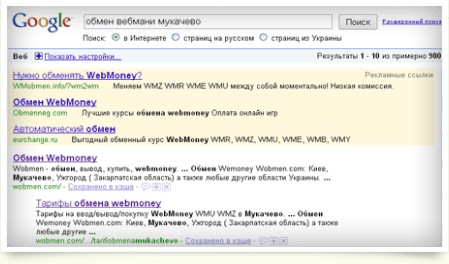 Google
обмен вебмани мукачево
Поиск
Расширенный поиск
Поиск: в Интернете страниц на русском страниц из Украины
Веб Показать настройки... Результаты 1 - 10 из примерно 980
Нужно обменять WebMoney? Рекламные ссылки
WMobmen.info/?wm2wm Меняем WMZ WMR WME WMU между собой моментально! Низкая комиссия.
Обмен WebMoney
Obmenneg.com Лучшие курсы обмена webmoney Оплата онлайн игр
Автоматический обмен
eurchange.ru Выгодный обменный курс WebMoney WMR, WMZ, WMU, WME, WMB, WMY
Обмен Webmoney
Wobmen - обмен, вывод, купить, webmoney. ... Обмен Wemoney Wobmen.com: Киев,
Мукачево, Ужгород ( Закарпатская область) а также любые другие области Украины. ...
wobmen.com/ - Сохранено в кэше -
Тарифы обмена webmoney
Тарифы на ввод/вывод/покупку WebMoney WMU WMZ в Мукачево. ... Обмен
Wemoney Wobmen.com: Киев, Мукачево, Ужгород ( Закарпатская область) а также
любые другие ...
wobmen.com/.../tarifiobmenamukacheve - Сохранено в кэше -